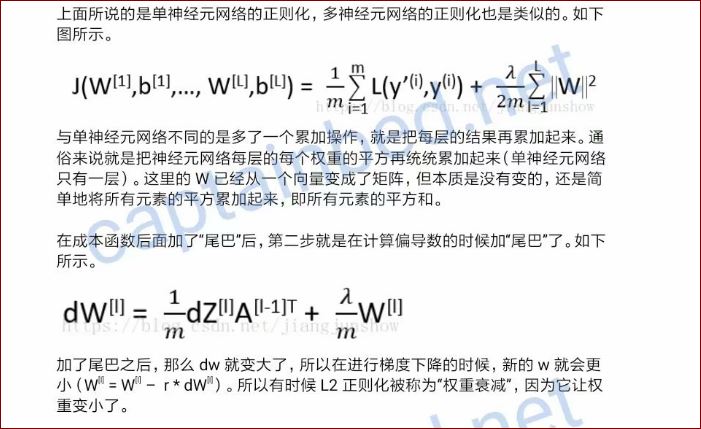 上面所说的是单神经元网络的正则化，多神经元网络的正则化也是类似的。如下
图所示。
J(W[1],b[1],…, W[L],b[L]) = 1/m ∑(i=1→m) L(y’(i),y(i)) + λ/2m ∑(l=1→L) ||W||2
http://blog.csdn.net/jiangjunshow
与单神经元网络不同的是多了一个累加操作，就是把每层的结果再累加起来。通
俗来说就是把神经元网络每层的每个权重的平方再统统累加起来（单神经元网络
只有一层）。这里的 W 已经从一个向量变成了矩阵，但本质是没有变的，还是简
单地将所有元素的平方累加起来，即所有元素的平方和。
在成本函数后面加了“尾巴”后，第二步就是在计算偏导数的时候加“尾巴”了。如下
所示。
dW[l] = 1/m dZ[l]A[l-1]T + λ/m W[l]
https://blog.csdn.net/jiangjunshow
加了尾巴之后，那么 dw 就变大了，所以在进行梯度下降的时候，新的 w 就会更
小（W[l] = W[l] – r * dW[l]）。所以有时候 L2 正则化被称为“权重衰减”，因为它让权
重变小了。
captainbed.net